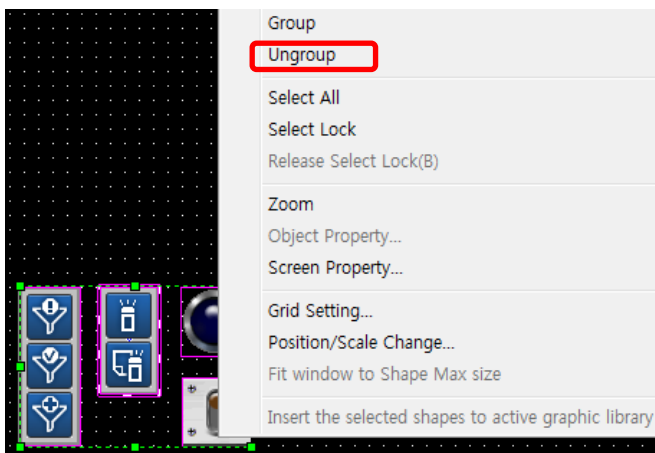 Group
Ungroup
Select All
Select Lock
Release Select Lock(B)
Zoom
Object Property...
Screen Property...
Grid Setting...
Position/Scale Change...
Fit window to Shape Max size
Insert the selected shapes to active graphic library